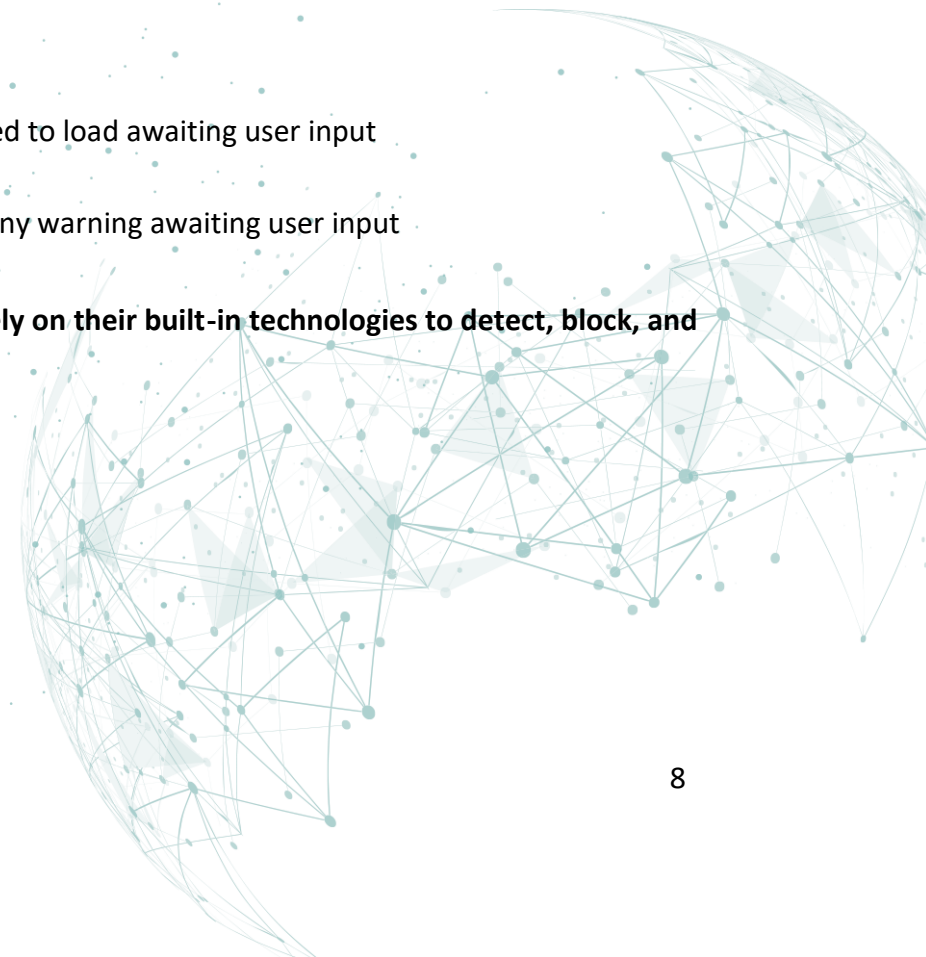 ed to load awaiting user input
ny warning awaiting user input
ly on their built-in technologies to detect, block, and
8